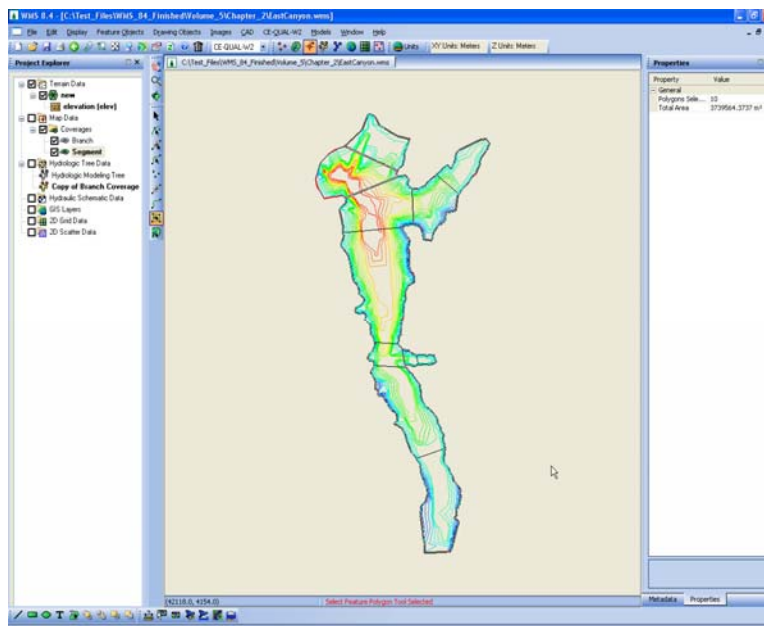 WMS 8.4 - [C:\Test_Files\WMS_84_Finished\Volume_5\Chapter_2\EastCanyon.wms]
File Edit Display Feature Objects Drawing Objects Images CAD CE-QUAL-W2 Models Window Help
CE-QUAL-W2 Units XY Units: Meters Z Units: Meters
Project Explorer
C:\Test_Files\WMS_84_Finished\Volume_5\Chapter_2\EastCanyon.wms
Properties
Terrain Data
new
elevation (elev)
Map Data
Coverages
Branch
Segment
Hydrologic Tree Data
Hydrologic Modeling Tree
Copy of Branch Coverage
Hydraulic Schematic Data
GIS Layers
2D Grid Data
2D Scatter Data
Property Value
General
Polygons Sele... 10
Total Area 3739564.3737 m²
(42118.0, 4154.0) Select Feature Polygon Tool Selected
Metadata Properties
T